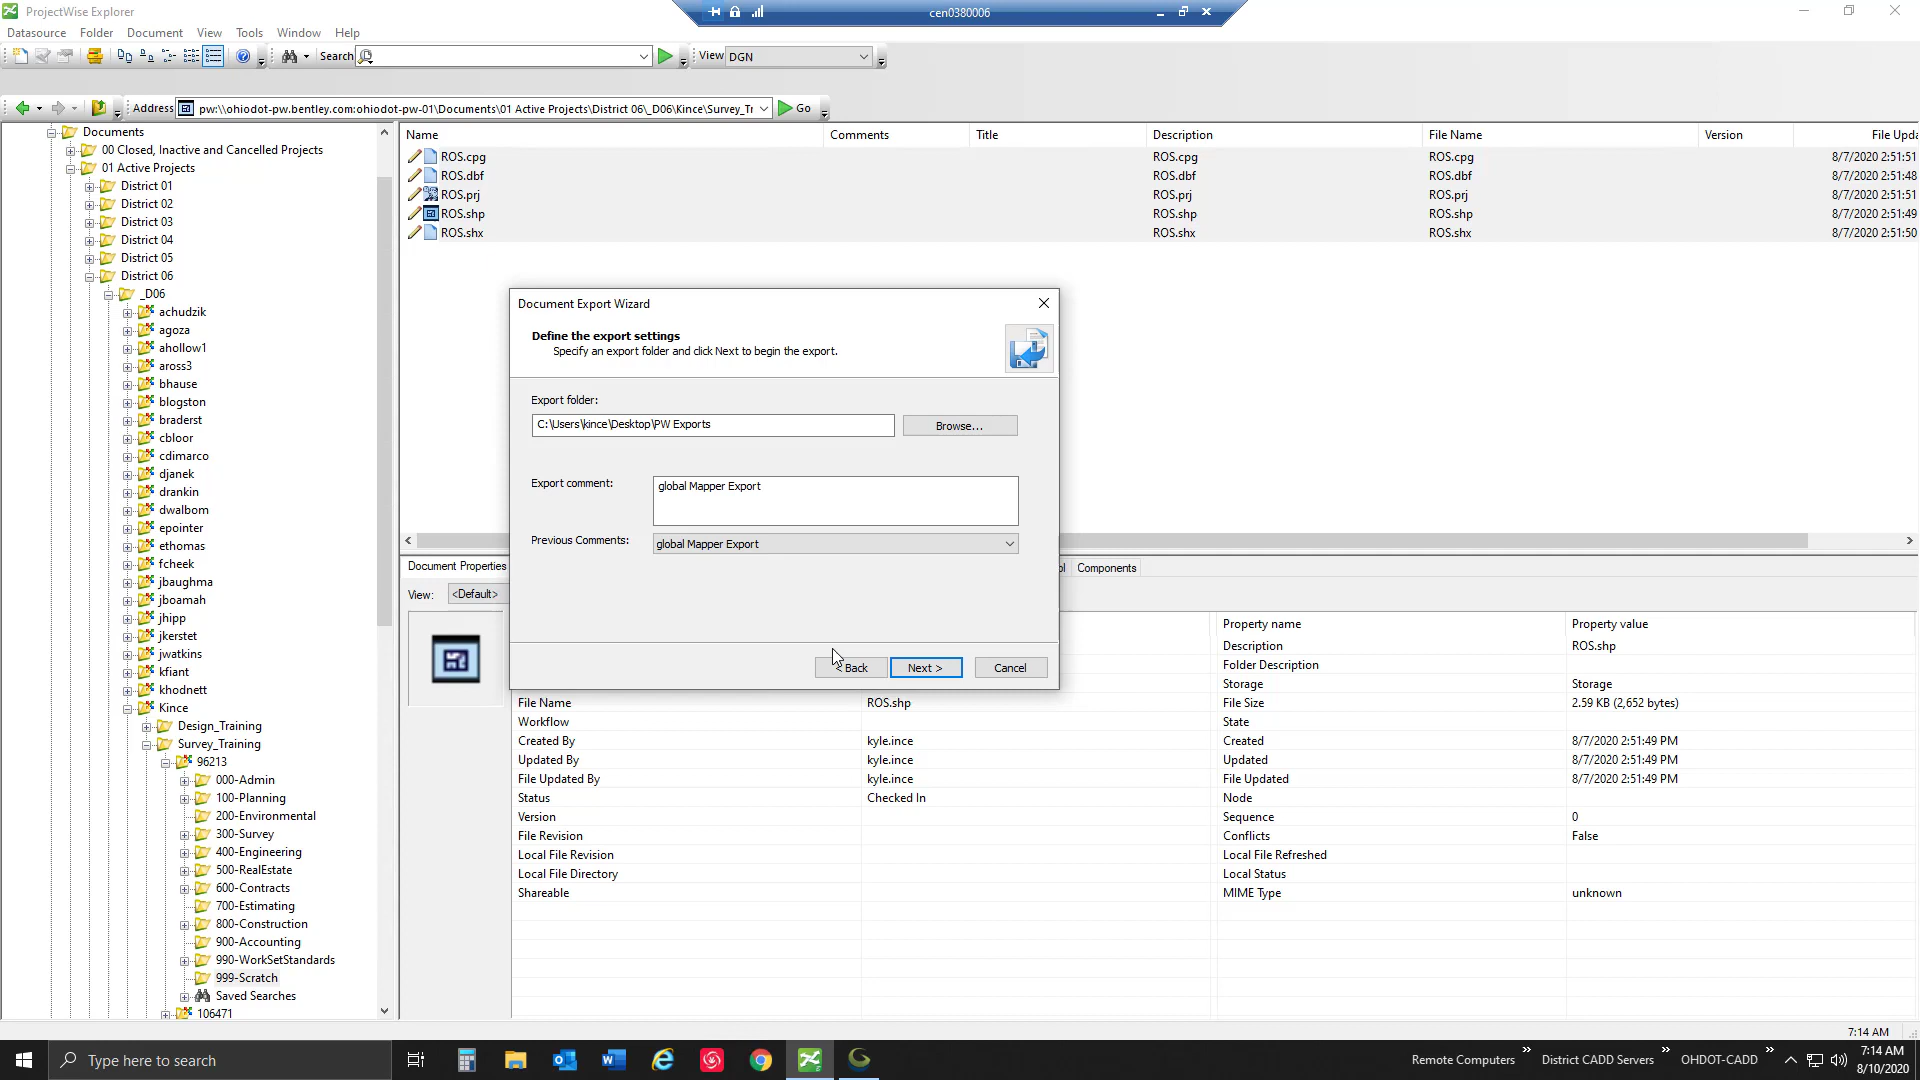 ProjectWise Explorer
cen0380006
Datasource Folder Document View Tools Window Help
Search
View DGN
Address pw:\\ohiodot-pw.bentley.com:ohiodot-pw-01\Documents\01 Active Projects\District 06\_D06\Kince\Survey_Tr Go
Documents
00 Closed, Inactive and Cancelled Projects
01 Active Projects
District 01
District 02
District 03
District 04
District 05
District 06
_D06
achudzik
agoza
ahollow1
aross3
bhause
blogston
braderst
cbloor
cdimarco
djanek
drankin
dwalbom
epointer
ethomas
fcheek
jbaughma
jboamah
jhipp
jkerstet
jwatkins
kfiant
khodnett
Kince
Design_Training
Survey_Training
96213
000-Admin
100-Planning
200-Environmental
300-Survey
400-Engineering
500-RealEstate
600-Contracts
700-Estimating
800-Construction
900-Accounting
990-WorkSetStandards
999-Scratch
Saved Searches
106471
Name Comments Title Description File Name Version File Upda
ROS.cpg ROS.cpg ROS.cpg 8/7/2020 2:51:51
ROS.dbf ROS.dbf ROS.dbf 8/7/2020 2:51:48
ROS.prj ROS.prj ROS.prj 8/7/2020 2:51:51
ROS.shp ROS.shp ROS.shp 8/7/2020 2:51:49
ROS.shx ROS.shx ROS.shx 8/7/2020 2:51:50
Document Export Wizard
Define the export settings
Specify an export folder and click Next to begin the export.
Export folder:
C:\Users\kince\Desktop\PW Exports Browse...
Export comment: global Mapper Export
Previous Comments: global Mapper Export
< Back Next > Cancel
Document Properties Components
View: <Default>
Property name Property value
Description ROS.shp
Folder Description
Storage Storage
File Name ROS.shp File Size 2.59 KB (2,652 bytes)
Workflow State
Created By kyle.ince Created 8/7/2020 2:51:49 PM
Updated By kyle.ince Updated 8/7/2020 2:51:49 PM
File Updated By kyle.ince File Updated 8/7/2020 2:51:49 PM
Status Checked In Node
Version Sequence 0
File Revision Conflicts False
Local File Revision Local File Refreshed
Local File Directory Local Status
Shareable MIME Type unknown
7:14 AM
Type here to search
Remote Computers District CADD Servers OHDOT-CADD
7:14 AM
8/10/2020